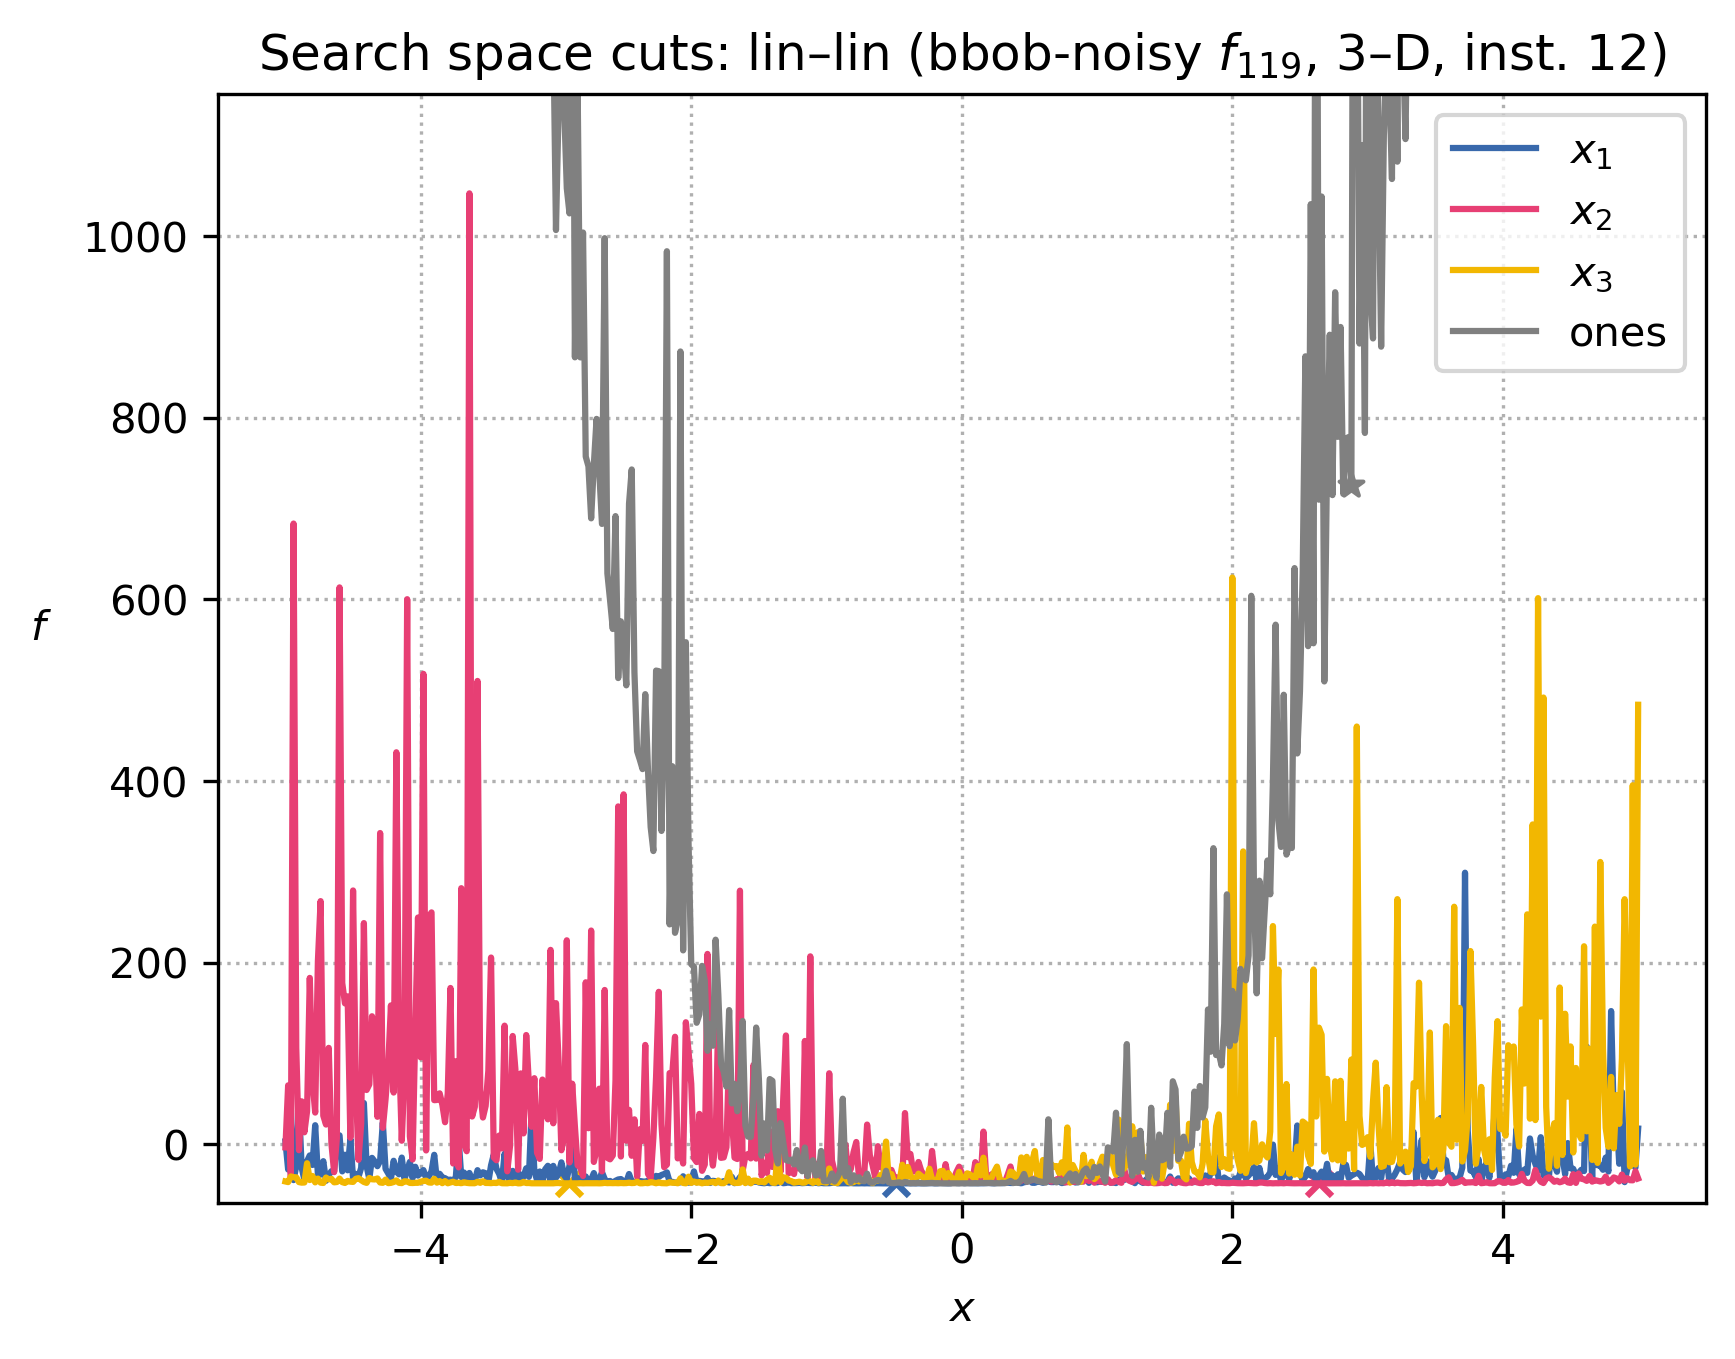 Search space cuts: lin–lin (bbob-noisy f₁₁₉, 3–D, inst. 12)
x₁
x₂
x₃
ones
1000
800
600
400
200
0
f
−4 −2 0 2 4
x